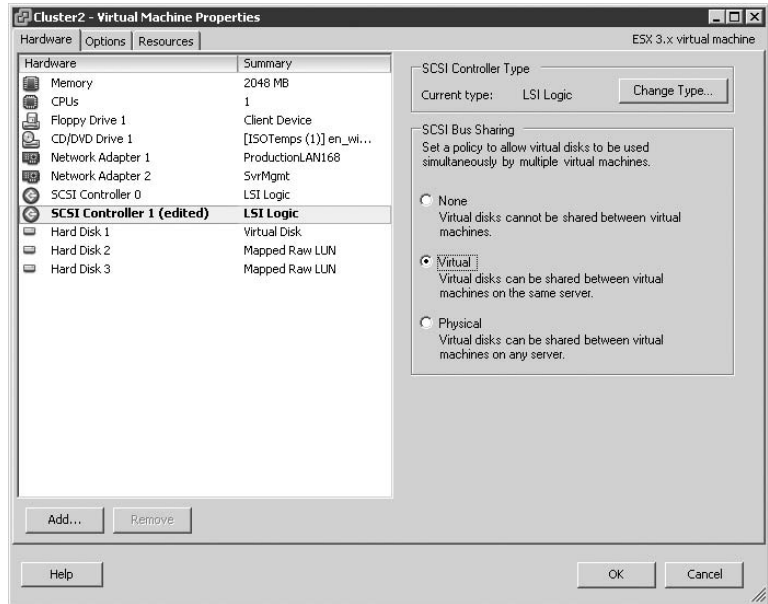 Cluster2 - Virtual Machine Properties
Hardware Options Resources ESX 3.x virtual machine
Hardware Summary
Memory 2048 MB
CPUs 1
Floppy Drive 1 Client Device
CD/DVD Drive 1 [ISOTemps (1)] en_wi...
Network Adapter 1 ProductionLAN168
Network Adapter 2 SvrMgmt
SCSI Controller 0 LSI Logic
SCSI Controller 1 (edited) LSI Logic
Hard Disk 1 Virtual Disk
Hard Disk 2 Mapped Raw LUN
Hard Disk 3 Mapped Raw LUN
SCSI Controller Type
Current type: LSI Logic Change Type...
SCSI Bus Sharing
Set a policy to allow virtual disks to be used
simultaneously by multiple virtual machines.
None
Virtual disks cannot be shared between virtual
machines.
Virtual
Virtual disks can be shared between virtual
machines on the same server.
Physical
Virtual disks can be shared between virtual
machines on any server.
Add... Remove
Help OK Cancel